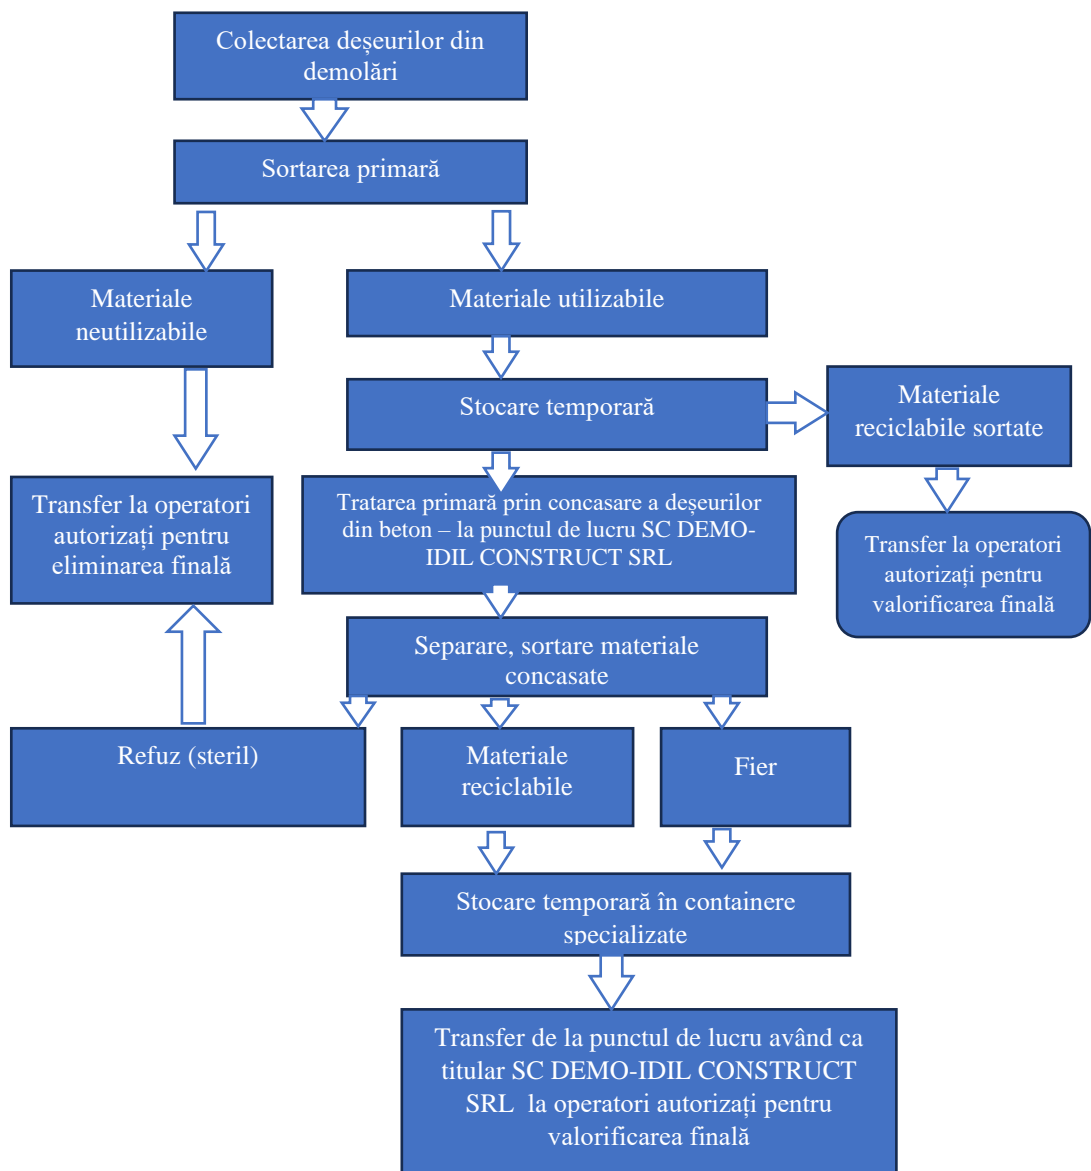 Colectarea deșeurilor din
demolări
Sortarea primară
Materiale
neutilizabile
Materiale utilizabile
Stocare temporară
Materiale
reciclabile sortate
Transfer la operatori
autorizați pentru
eliminarea finală
Tratarea primară prin concasare a deșeurilor
din beton – la punctul de lucru SC DEMO-
IDIL CONSTRUCT SRL
Transfer la operatori
autorizați pentru
valorificarea finală
Separare, sortare materiale
concasate
Refuz (steril)
Materiale
reciclabile
Fier
Stocare temporară în containere
specializate
Transfer de la punctul de lucru având ca
titular SC DEMO-IDIL CONSTRUCT
SRL la operatori autorizați pentru
valorificarea finală